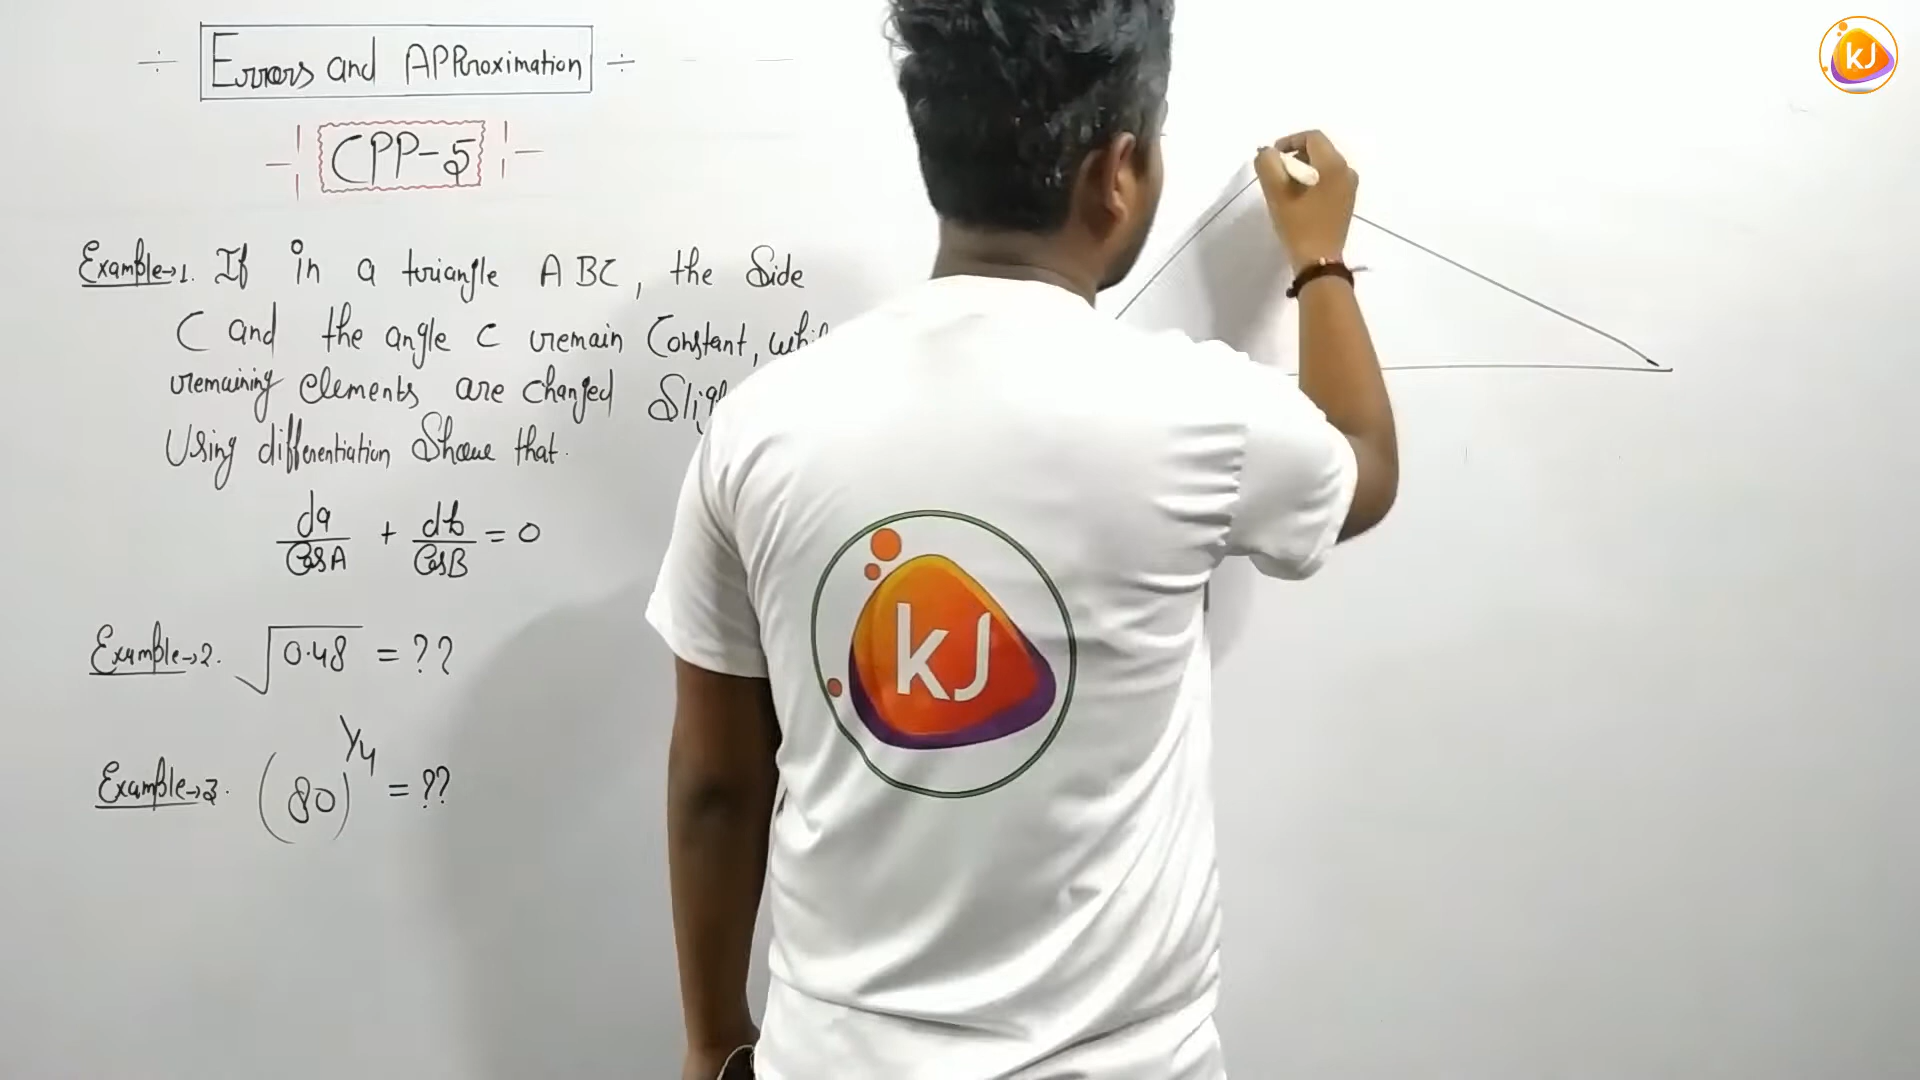 ÷ Errors and APProximation ÷
CPP-5
Example→1. If in a triangle ABC, the Side
C and the angle C remain Constant,
remaining elements are changed
Using differentiation Show that.
da/CosA + db/CosB = 0
Example→2. √0.48 = ??
Example→3. (80)^1/4 = ??
kJ
kJ